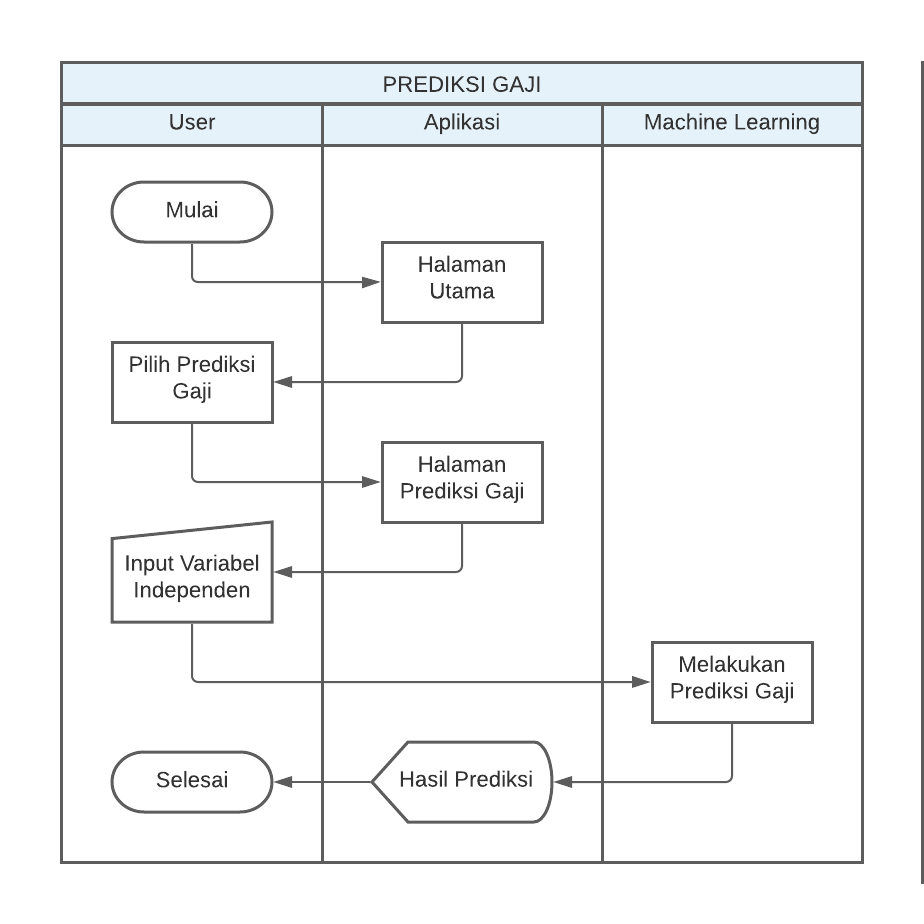 PREDIKSI GAJI
User
Aplikasi
Machine Learning
Mulai
Halaman
Utama
Pilih Prediksi
Gaji
Halaman
Prediksi Gaji
Input Variabel
Independen
Melakukan
Prediksi Gaji
Hasil Prediksi
Selesai